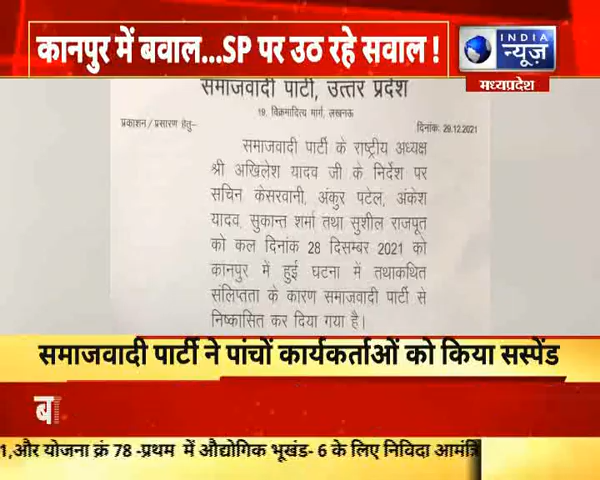 कानपुर में बवाल...SP पर उठ रहे सवाल !
INDIA
न्यूज़
मध्यप्रदेश
समाजवादी पार्टी, उत्तर प्रदेश
19, विक्रमादित्य मार्ग, लखनऊ
प्रकाशन / प्रसारण हेतु-
दिनांक: 29.12.2021
समाजवादी पार्टी के राष्ट्रीय अध्यक्ष
श्री अखिलेश यादव जी के निर्देश पर
सचिन केसरवानी, अंकुर पटेल, अंकेश
यादव, सुकान्त शर्मा तथा सुशील राजपूत
को कल दिनांक 28 दिसम्बर 2021 को
कानपुर में हुई घटना में तथाकथित
संलिप्तता के कारण समाजवादी पार्टी से
निष्कासित कर दिया गया है।
समाजवादी पार्टी ने पांचों कार्यकर्ताओं को किया सस्पेंड
ब
1,और योजना क्रं 78 -प्रथम में औद्योगिक भूखंड- 6 के लिए निविदा आमंत्रि